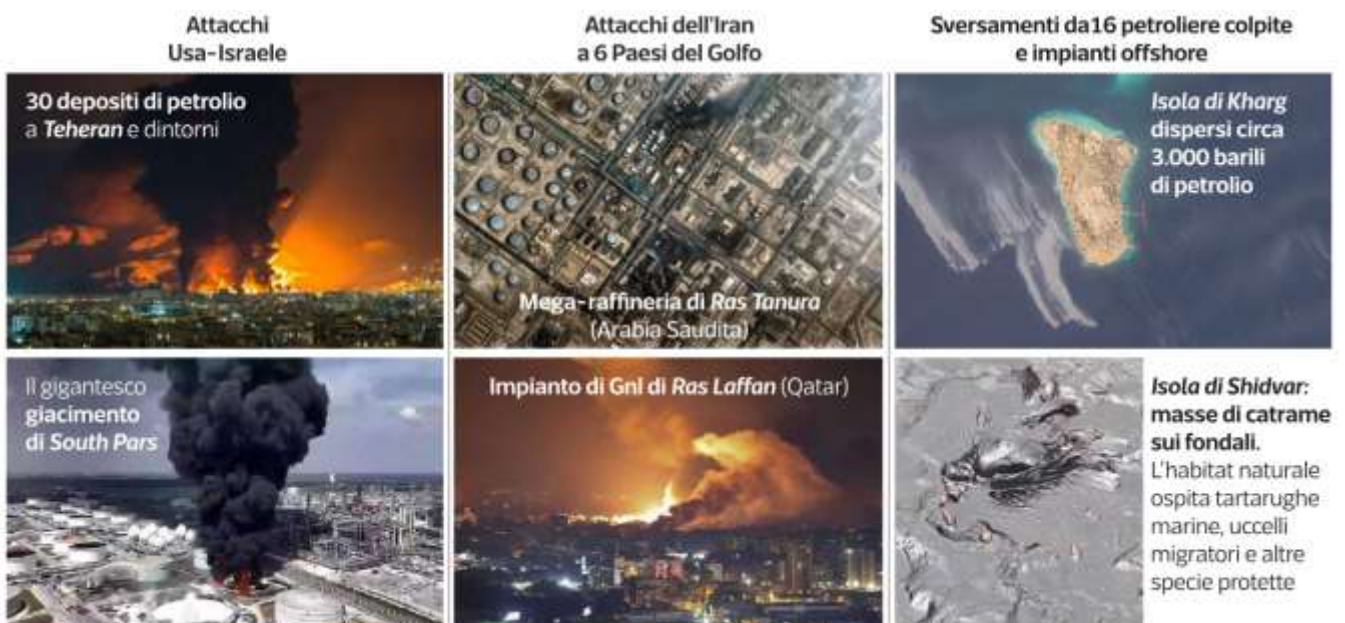 Attacchi
Usa-Israele
30 depositi di petrolio
a Teheran e dintorni
Il gigantesco
giacimento
di South Pars
Attacchi dell'Iran
a 6 Paesi del Golfo
Mega-raffineria di Ras Tanura
(Arabia Saudita)
Impianto di Gnl di Ras Laffan (Qatar)
Sversamenti da16 petroliere colpite
e impianti offshore
Isola di Kharg
dispersi circa
3.000 barili
di petrolio
Isola di Shidvar:
masse di catrame
sui fondali.
L'habitat naturale
ospita tartarughe
marine, uccelli
migratori e altre
specie protette